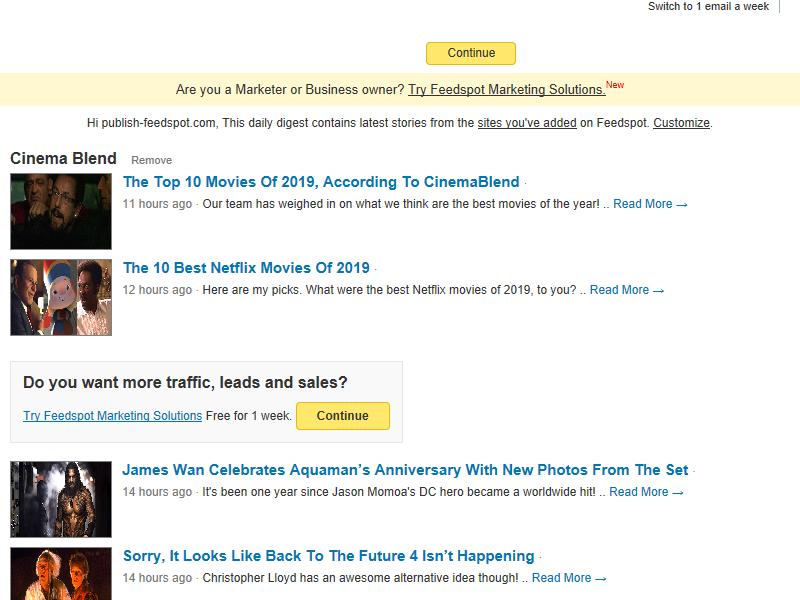 Switch to 1 email a week
Continue
Are you a Marketer or Business owner? Try Feedspot Marketing Solutions.New
Hi publish-feedspot.com, This daily digest contains latest stories from the sites you've added on Feedspot. Customize.
Cinema Blend Remove
The Top 10 Movies Of 2019, According To CinemaBlend ·
11 hours ago · Our team has weighed in on what we think are the best movies of the year! .. Read More →
The 10 Best Netflix Movies Of 2019 ·
12 hours ago · Here are my picks. What were the best Netflix movies of 2019, to you? .. Read More →
Do you want more traffic, leads and sales?
Try Feedspot Marketing Solutions Free for 1 week. Continue
James Wan Celebrates Aquaman’s Anniversary With New Photos From The Set ·
14 hours ago · It's been one year since Jason Momoa's DC hero became a worldwide hit! .. Read More →
Sorry, It Looks Like Back To The Future 4 Isn’t Happening ·
14 hours ago · Christopher Lloyd has an awesome alternative idea though! .. Read More →